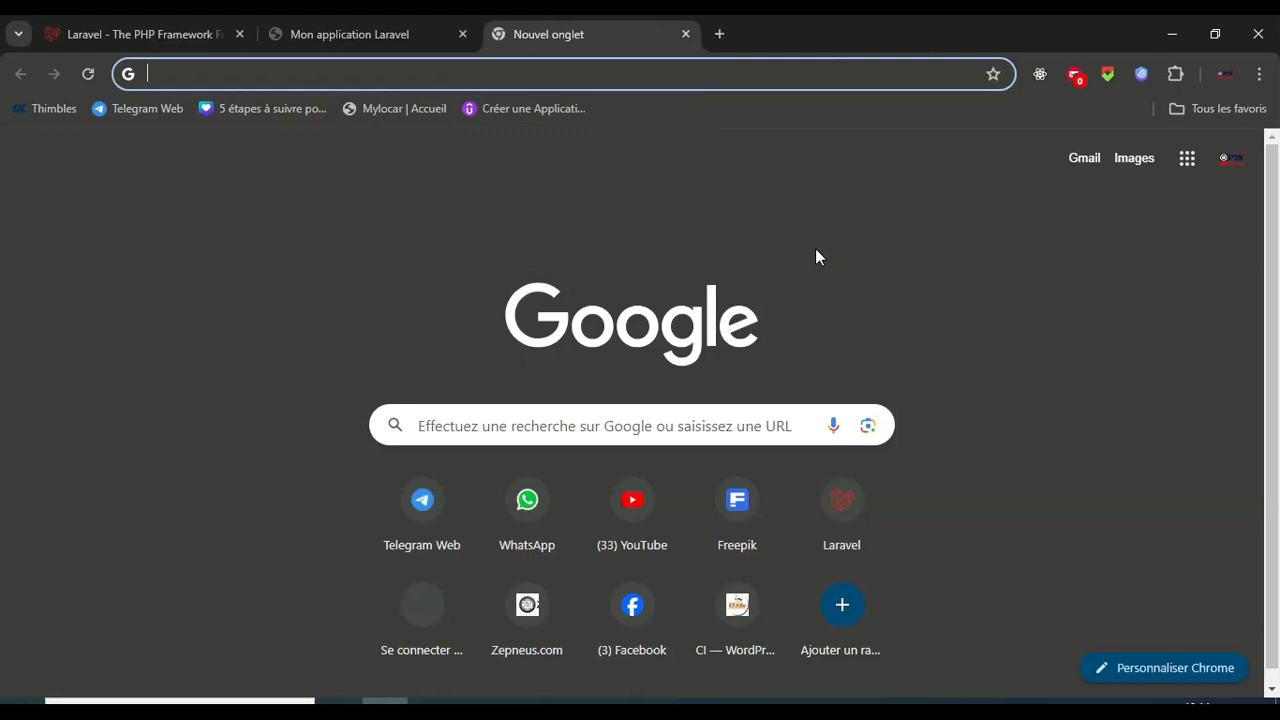 Laravel - The PHP Framework F
Mon application Laravel
Nouvel onglet
0
Thimbles
Telegram Web
5 étapes à suivre po...
Mylocar | Accueil
Créer une Applicati...
Tous les favoris
Gmail
Images
Google
Effectuez une recherche sur Google ou saisissez une URL
Telegram Web
WhatsApp
(33) YouTube
Freepik
Laravel
Se connecter ...
Zepneus.com
(3) Facebook
CI — WordPr...
Ajouter un ra...
Personnaliser Chrome